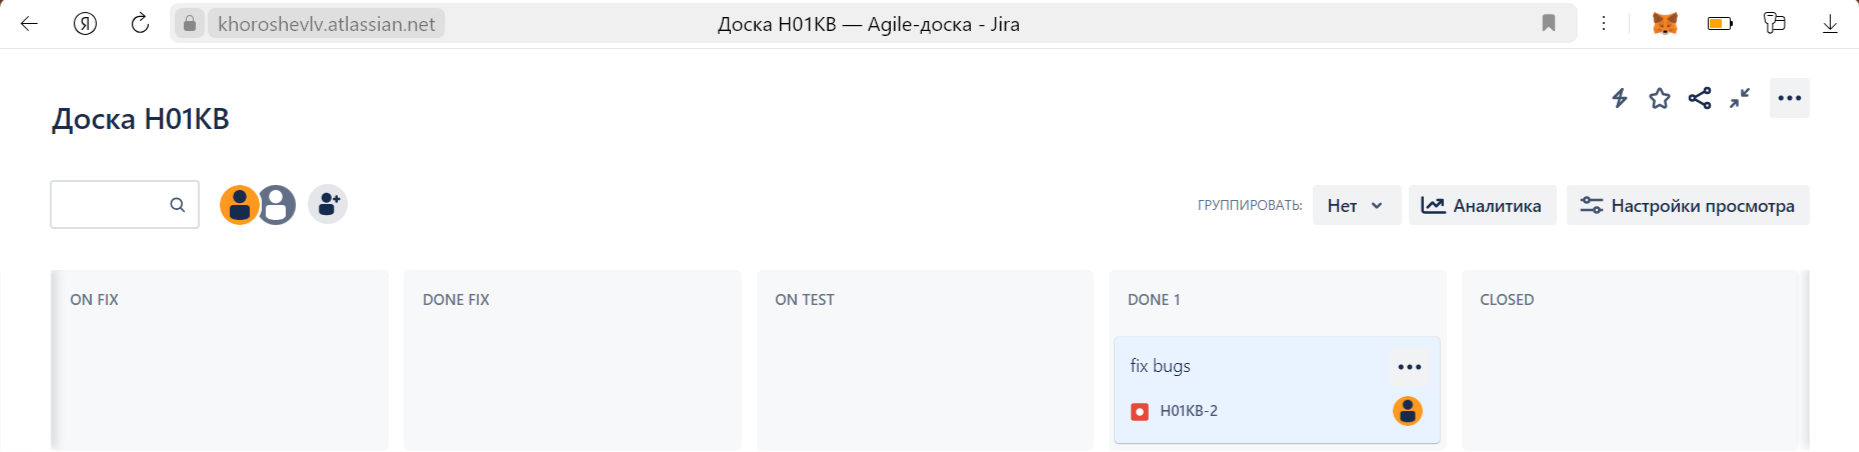 Я
khoroshevlv.atlassian.net
Доска H01KB — Agile-доска - Jira
Доска H01KB
ГРУППИРОВАТЬ:
Нет
Аналитика
Настройки просмотра
ON FIX
DONE FIX
ON TEST
DONE 1
CLOSED
fix bugs
H01KB-2